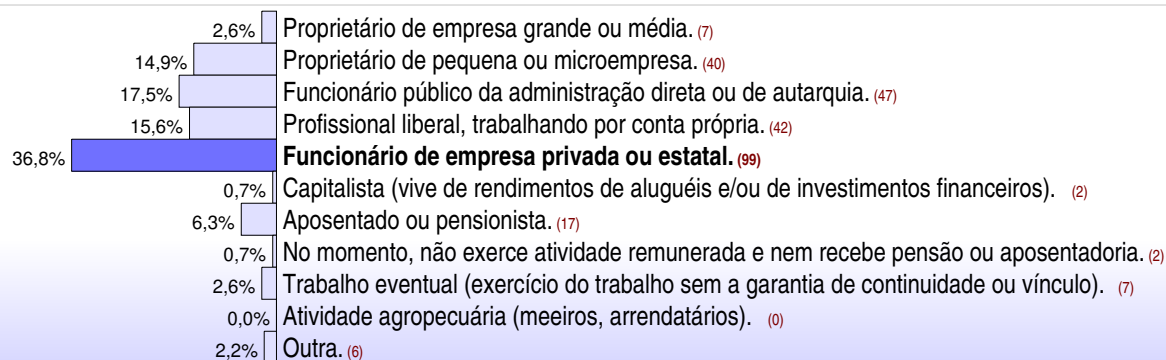 2,6% Proprietário de empresa grande ou média. (7)
14,9% Proprietário de pequena ou microempresa. (40)
17,5% Funcionário público da administração direta ou de autarquia. (47)
15,6% Profissional liberal, trabalhando por conta própria. (42)
36,8% Funcionário de empresa privada ou estatal. (99)
0,7% Capitalista (vive de rendimentos de aluguéis e/ou de investimentos financeiros). (2)
6,3% Aposentado ou pensionista. (17)
0,7% No momento, não exerce atividade remunerada e nem recebe pensão ou aposentadoria. (2)
2,6% Trabalho eventual (exercício do trabalho sem a garantia de continuidade ou vínculo). (7)
0,0% Atividade agropecuária (meeiros, arrendatários). (0)
2,2% Outra. (6)